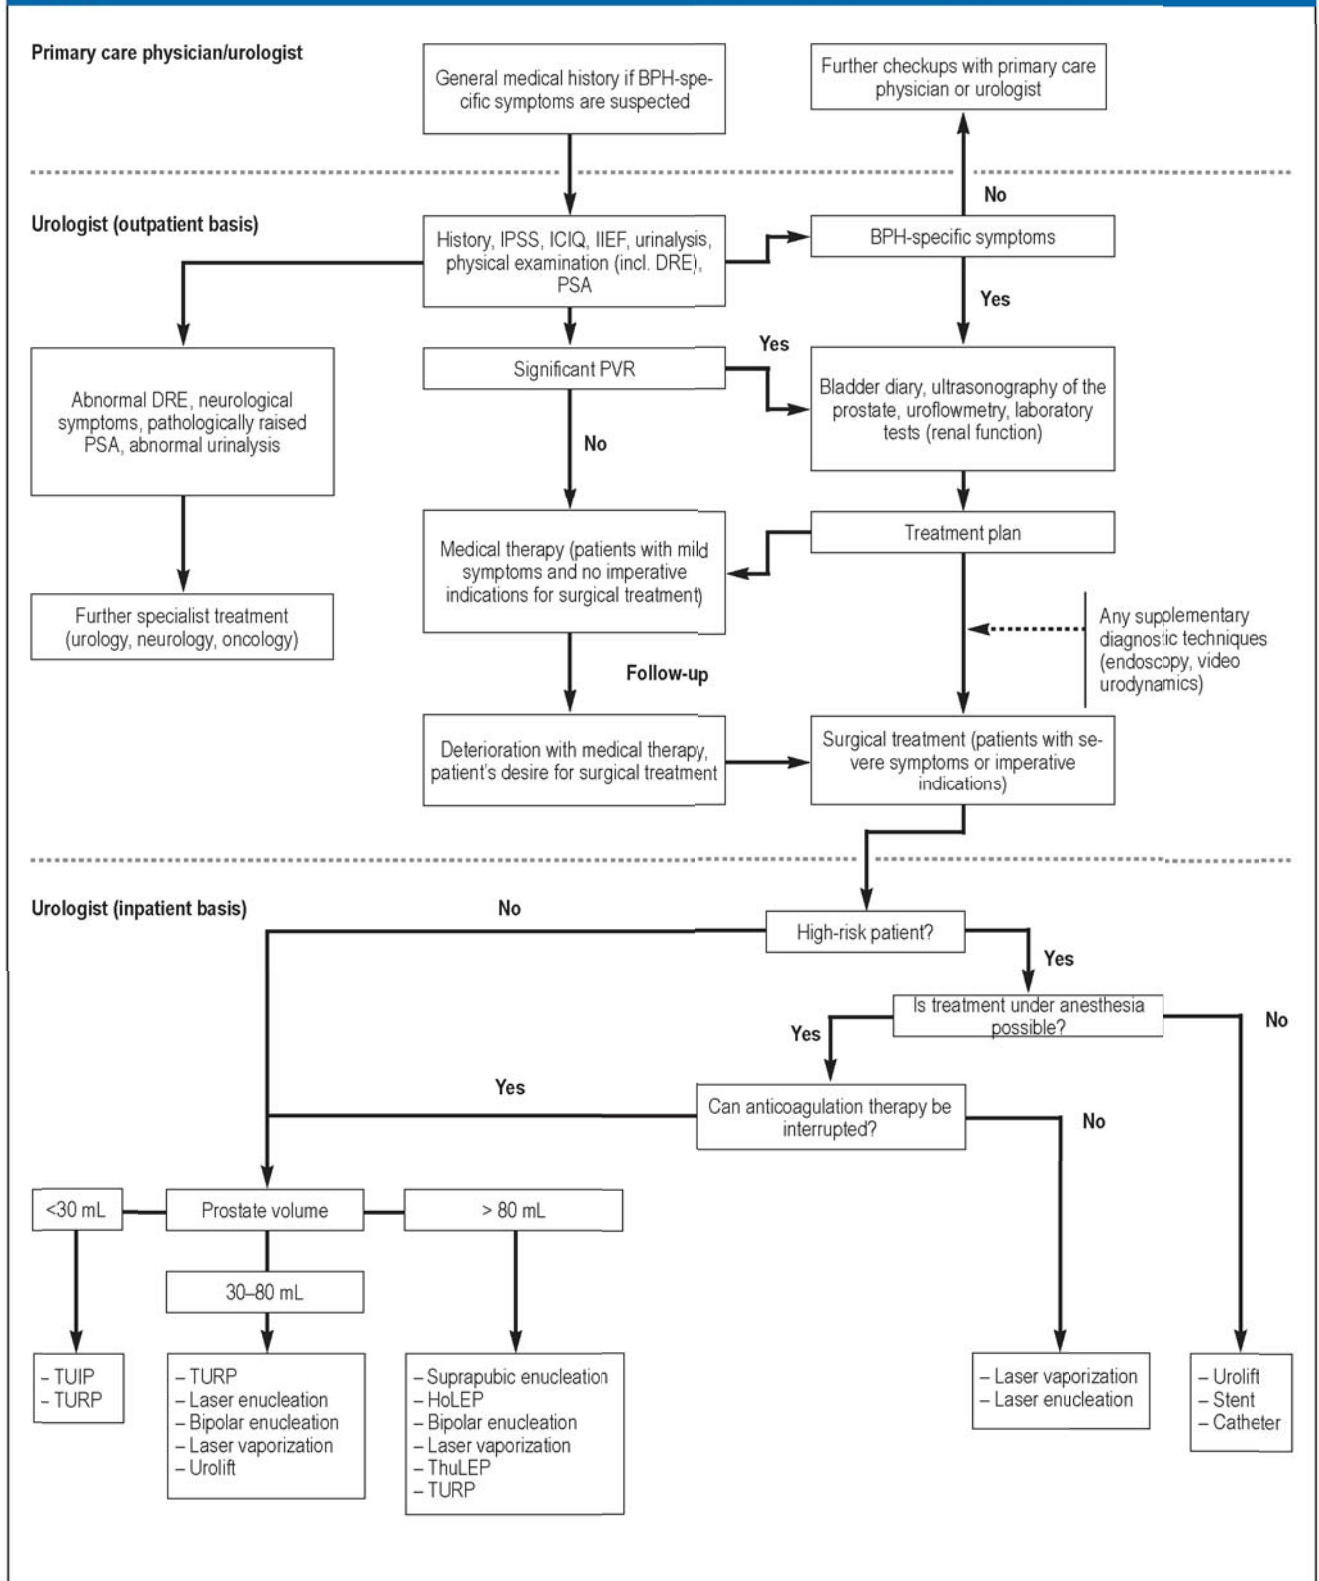 Primary care physician/urologist
General medical history if BPH-spe-
cific symptoms are suspected
Further checkups with primary care
physician or urologist
No
Urologist (outpatient basis)
History, IPSS, ICIQ, IIEF, urinalysis,
physical examination (incl. DRE),
PSA
BPH-specific symptoms
Yes
Yes
Significant PVR
Abnormal DRE, neurological
symptoms, pathologically raised
PSA, abnormal urinalysis
Bladder diary, ultrasonography of the
prostate, uroflowmetry, laboratory
tests (renal function)
No
Medical therapy (patients with mild
symptoms and no imperative
indications for surgical treatment)
Treatment plan
Further specialist treatment
(urology, neurology, oncology)
Any supplementary
diagnostic techniques
(endoscopy, video
urodynamics)
Follow-up
Deterioration with medical therapy,
patient's desire for surgical treatment
Surgical treatment (patients with se-
vere symptoms or imperative
indications)
Urologist (inpatient basis)
No
High-risk patient?
Yes
Is treatment under anesthesia
possible?
Yes
No
Yes
Can anticoagulation therapy be
interrupted?
No
<30 mL
Prostate volume
> 80 mL
30–80 mL
– TUIP
– TURP
– TURP
– Laser enucleation
– Bipolar enucleation
– Laser vaporization
– Urolift
– Suprapubic enucleation
– HoLEP
– Bipolar enucleation
– Laser vaporization
– ThuLEP
– TURP
– Laser vaporization
– Laser enucleation
– Urolift
– Stent
– Catheter